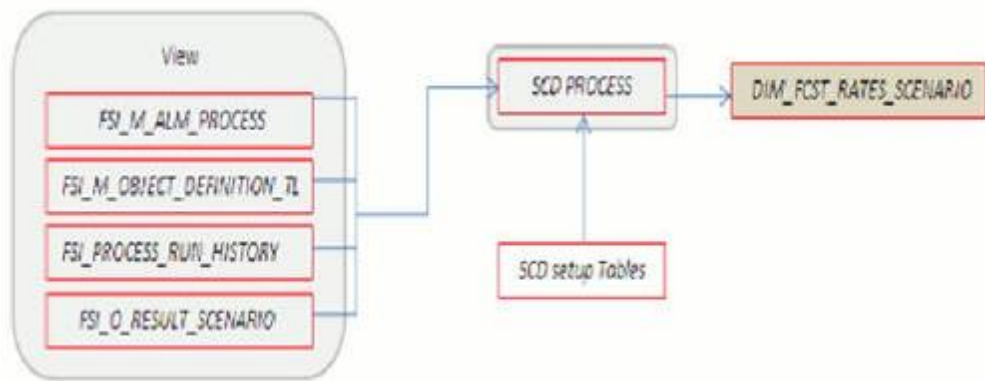 View
FSI_M_ALM_PROCESS
FSI_M_OBJECT_DEFINITION_TL
FSI_PROCESS_RUN_HISTORY
FSI_O_RESULT_SCENARIO
SCD PROCESS
SCD setup Tables
DIM_FCST_RATES_SCENARIO